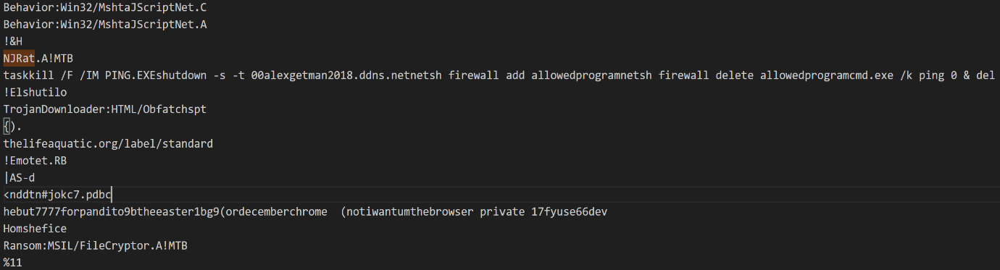 Behavior:Win32/MshtaJScriptNet.C
Behavior:Win32/MshtaJScriptNet.A
!&H
NJRat.A!MTB
taskkill /F /IM PING.EXEshutdown -s -t 00alexgetman2018.ddns.netnetsh firewall add allowedprogramnetsh firewall delete allowedprogramcmd.exe /k ping 0 & del
!Elshutilo
TrojanDownloader:HTML/Obfatchspt
{).
thelifeaquatic.org/label/standard
!Emotet.RB
|AS-d
<nddtn#jokc7.pdbc
hebut7777forpandito9btheeaster1bg9(ordecemberchrome  (notiwantumthebrowser private 17fyuse66dev
Homshefice
Ransom:MSIL/FileCryptor.A!MTB
%11